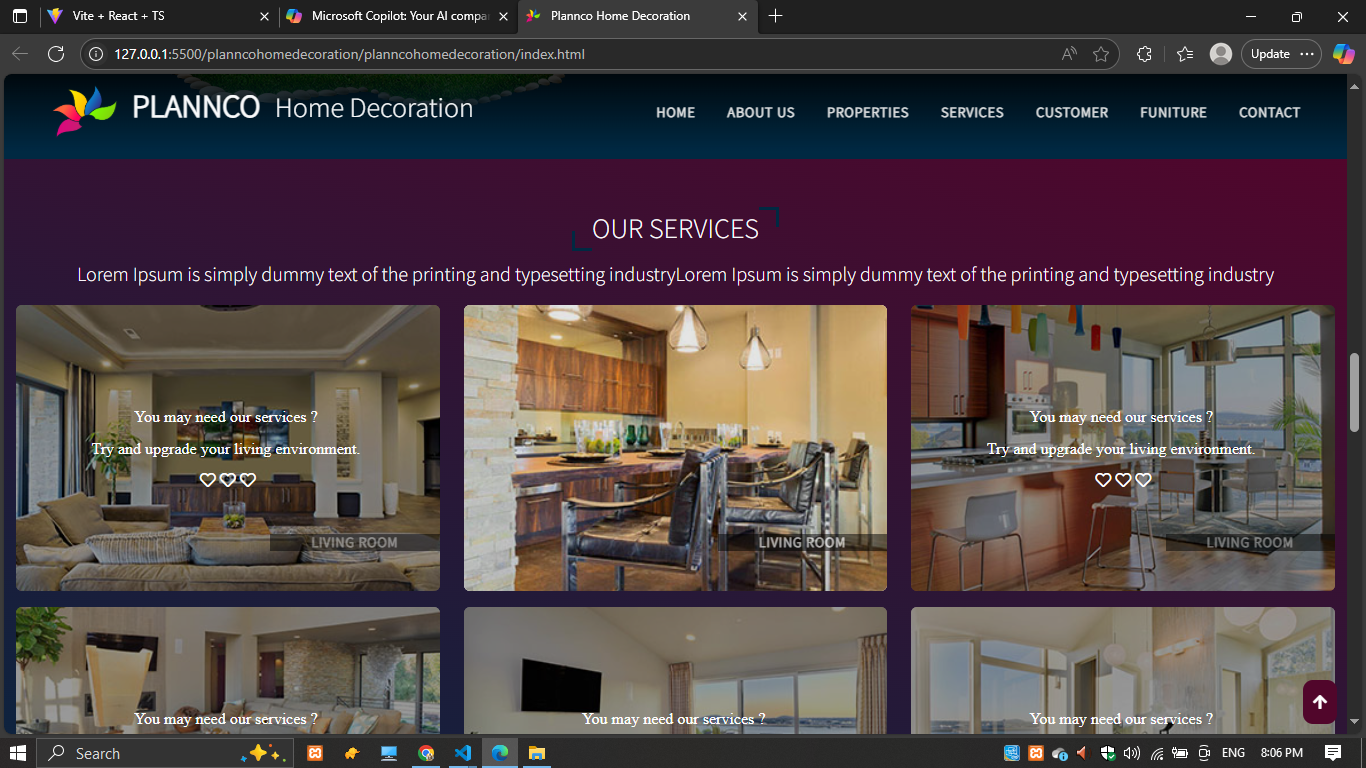 Vite + React + TS
Microsoft Copilot: Your AI compa
Plannco Home Decoration
127.0.0.1:5500/planncohomedecoration/planncohomedecoration/index.html
Update
PLANNCO Home Decoration
HOME ABOUT US PROPERTIES SERVICES CUSTOMER FUNITURE CONTACT
OUR SERVICES
Lorem Ipsum is simply dummy text of the printing and typesetting industryLorem Ipsum is simply dummy text of the printing and typesetting industry
You may need our services ?
Try and upgrade your living environment.
LIVING ROOM
LIVING ROOM
You may need our services ?
Try and upgrade your living environment.
LIVING ROOM
You may need our services ?
You may need our services ?
You may need our services ?
Search
ENG
8:06 PM